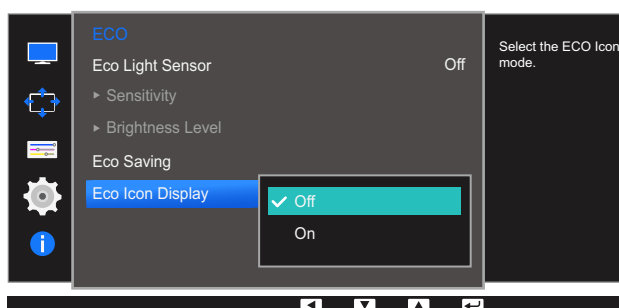 ECO
Eco Light Sensor Off
▸ Sensitivity
▸ Brightness Level
Eco Saving
Eco Icon Display
Off
On
Select the ECO Icon
mode.